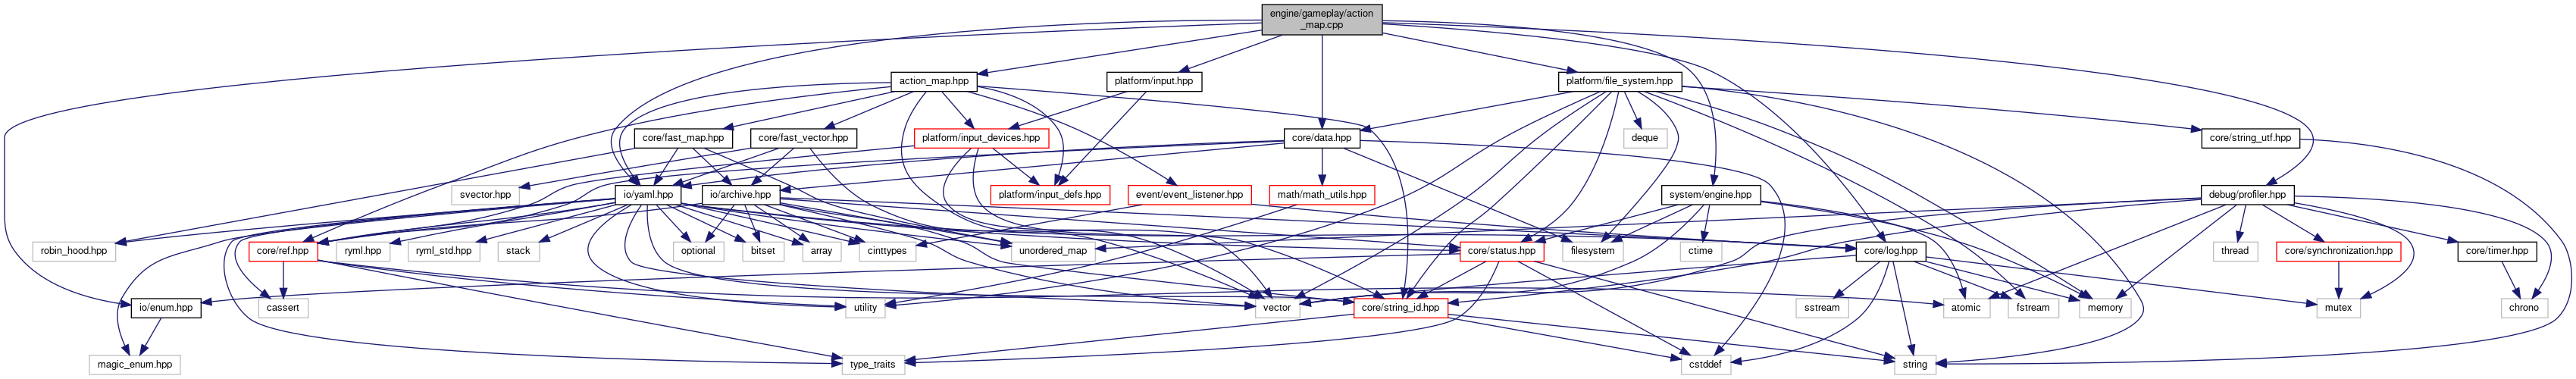 engine/gameplay/action
_map.cpp
action_map.hpp
platform/input.hpp
platform/file_system.hpp
core/fast_map.hpp
core/fast_vector.hpp
platform/input_devices.hpp
core/data.hpp
deque
core/string_utf.hpp
svector.hpp
io/yaml.hpp
io/archive.hpp
platform/input_defs.hpp
event/event_listener.hpp
math/math_utils.hpp
system/engine.hpp
debug/profiler.hpp
robin_hood.hpp
core/ref.hpp
ryml.hpp
ryml_std.hpp
stack
optional
bitset
array
cinttypes
unordered_map
core/status.hpp
filesystem
ctime
core/log.hpp
thread
core/synchronization.hpp
core/timer.hpp
io/enum.hpp
cassert
utility
vector
core/string_id.hpp
sstream
atomic
fstream
memory
mutex
chrono
magic_enum.hpp
type_traits
cstddef
string